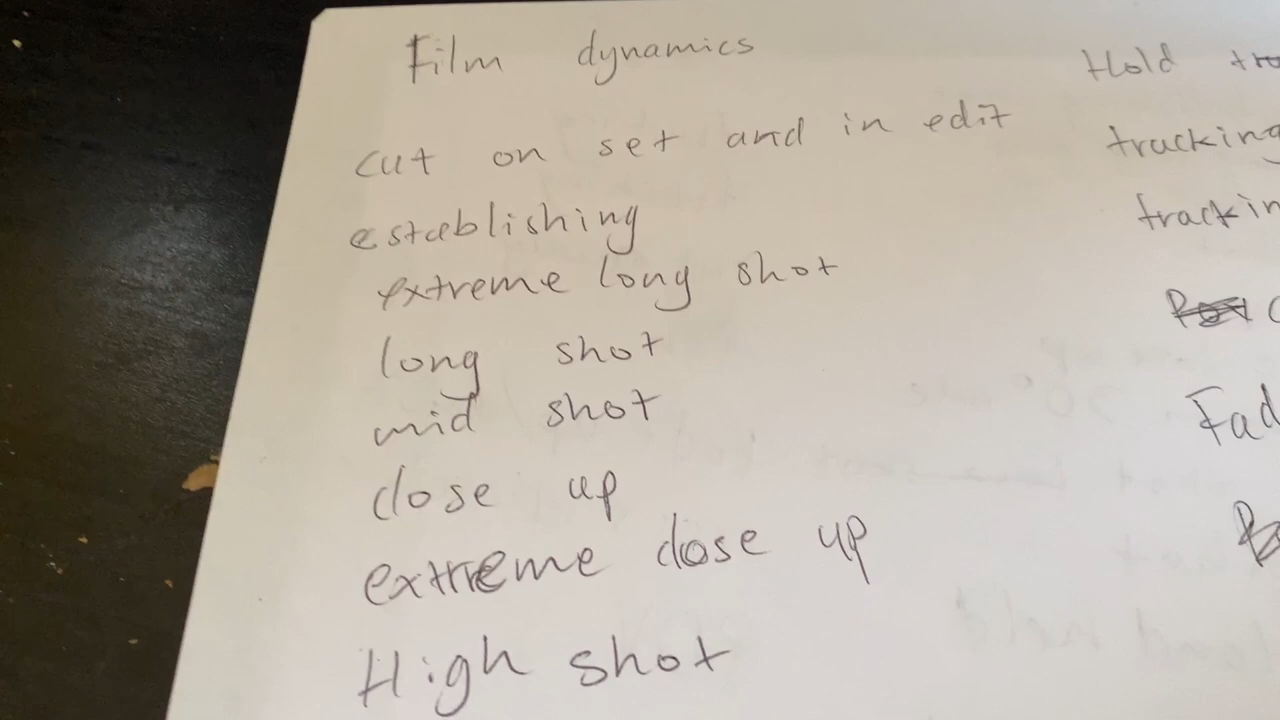 Film dynamics
cut on set and in edit
establishing
extreme long shot
long shot
mid shot
close up
extreme close up
High shot
Hold
tracking